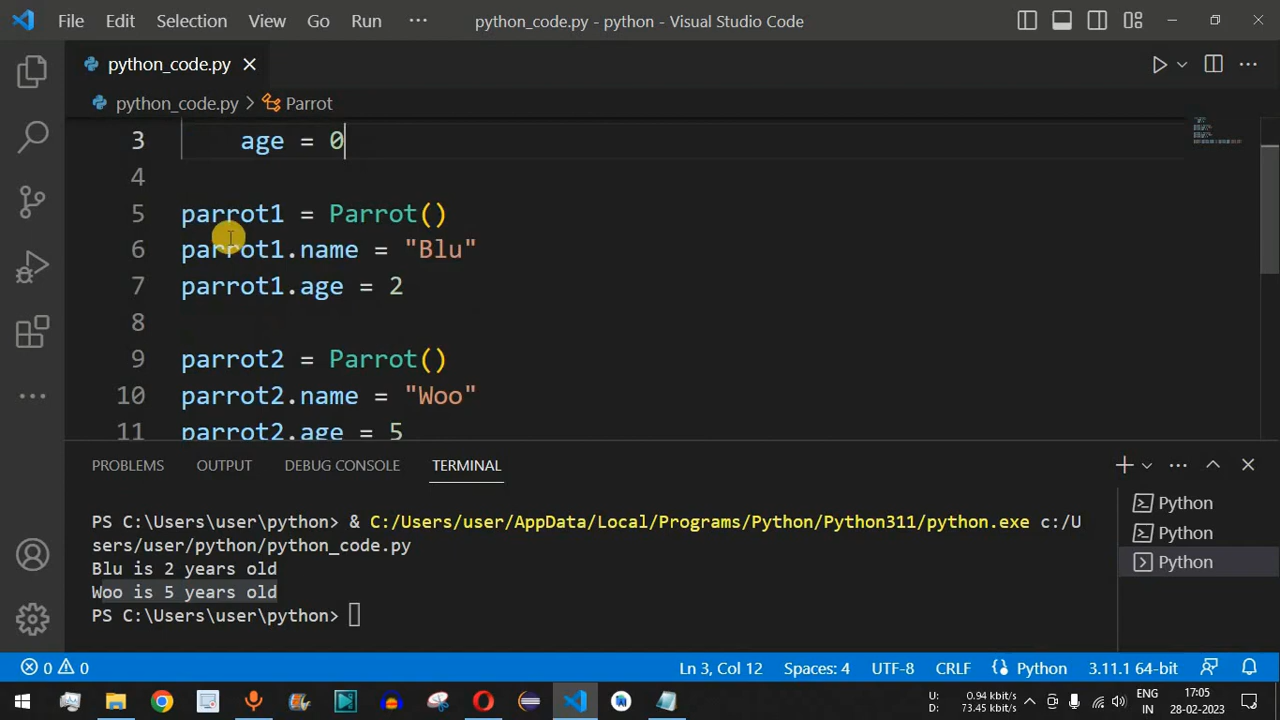 File Edit Selection View Go Run ··· python_code.py - python - Visual Studio Code
python_code.py
python_code.py > Parrot
3 age = 0
4
5 parrot1 = Parrot()
6 parrot1.name = "Blu"
7 parrot1.age = 2
8
9 parrot2 = Parrot()
10 parrot2.name = "Woo"
11 parrot2.age = 5
PROBLEMS OUTPUT DEBUG CONSOLE TERMINAL
PS C:\Users\user\python> & C:/Users/user/AppData/Local/Programs/Python/Python311/python.exe c:/U
sers/user/python/python_code.py
Blu is 2 years old
Woo is 5 years old
PS C:\Users\user\python>
Python
Python
Python
0 0 Ln 3, Col 12 Spaces: 4 UTF-8 CRLF Python 3.11.1 64-bit
U: 0.94 kbit/s
D: 73.45 kbit/s
ENG
IN
17:05
28-02-2023